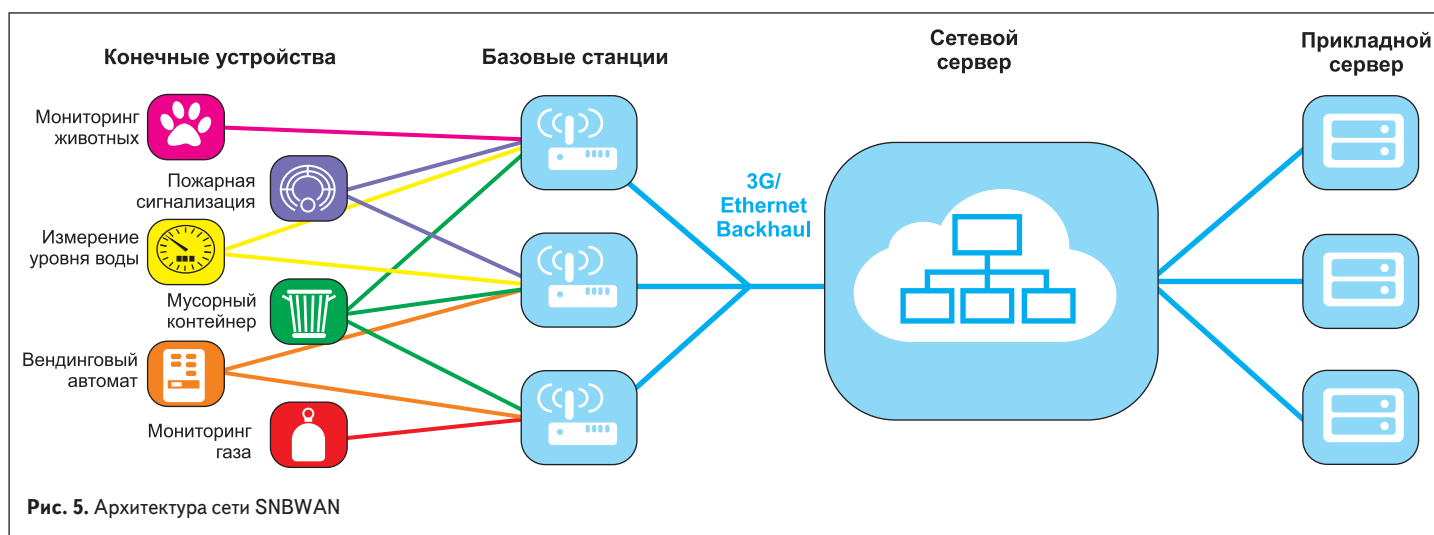 Конечные устройства
Базовые станции
Сетевой
сервер
Прикладной
сервер
Мониторинг
животных
Пожарная
сигнализация
Измерение
уровня воды
Мусорный
контейнер
Вендинговый
автомат
Мониторинг
газа
3G/
Ethernet
Backhaul
Рис. 5. Архитектура сети SNBWAN